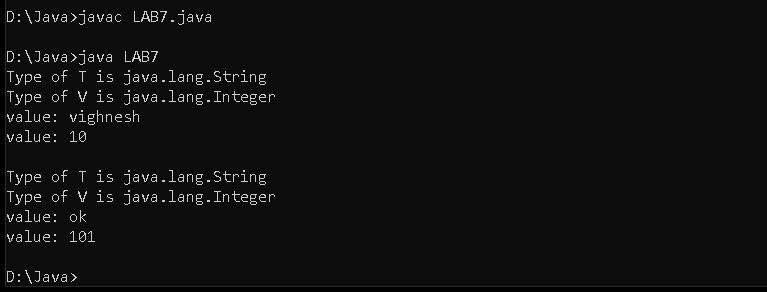 D:\Java>javac LAB7.java
D:\Java>java LAB7
Type of T is java.lang.String
Type of V is java.lang.Integer
value: vighnesh
value: 10
Type of T is java.lang.String
Type of V is java.lang.Integer
value: ok
value: 101
D:\Java>